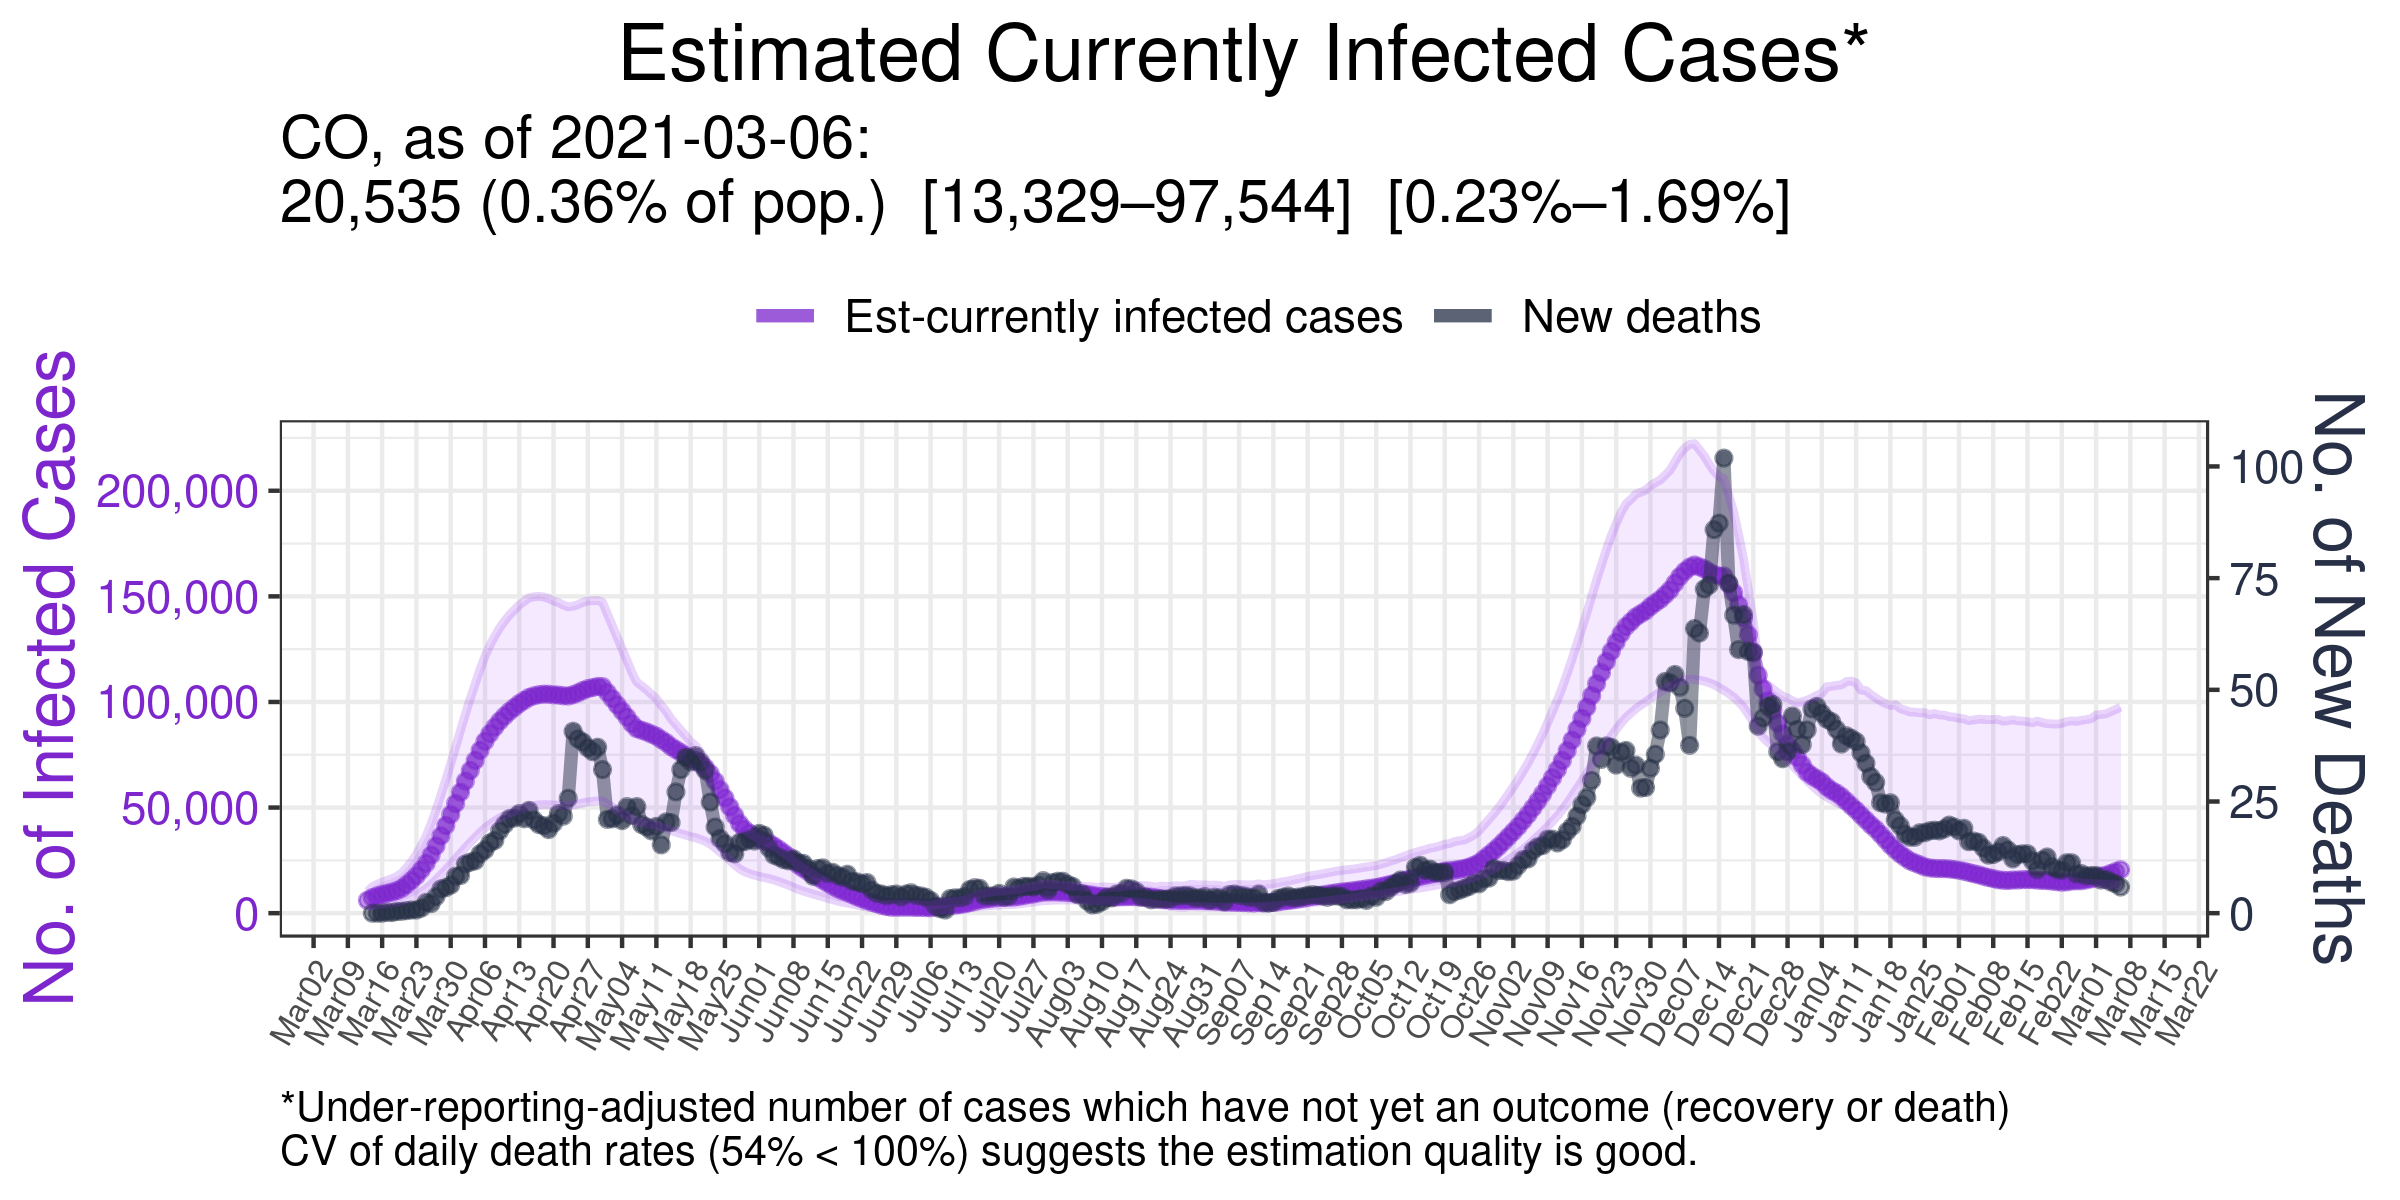 Estimated Currently Infected Cases*
CO, as of 2021-03-06:
20,535 (0.36% of pop.)  [13,329–97,544]  [0.23%–1.69%]
Est-currently infected cases
New deaths
No. of Infected Cases
200,000
150,000
100,000
50,000
0
No. of New Deaths
100
75
50
25
0
Mar02
Mar09
Mar16
Mar23
Mar30
Apr06
Apr13
Apr20
Apr27
May04
May11
May18
May25
Jun01
Jun08
Jun15
Jun22
Jun29
Jul06
Jul13
Jul20
Jul27
Aug03
Aug10
Aug17
Aug24
Aug31
Sep07
Sep14
Sep21
Sep28
Oct05
Oct12
Oct19
Oct26
Nov02
Nov09
Nov16
Nov23
Nov30
Dec07
Dec14
Dec21
Dec28
Jan04
Jan11
Jan18
Jan25
Feb01
Feb08
Feb15
Feb22
Mar01
Mar08
Mar15
Mar22
*Under-reporting-adjusted number of cases which have not yet an outcome (recovery or death)
CV of daily death rates (54% < 100%) suggests the estimation quality is good.